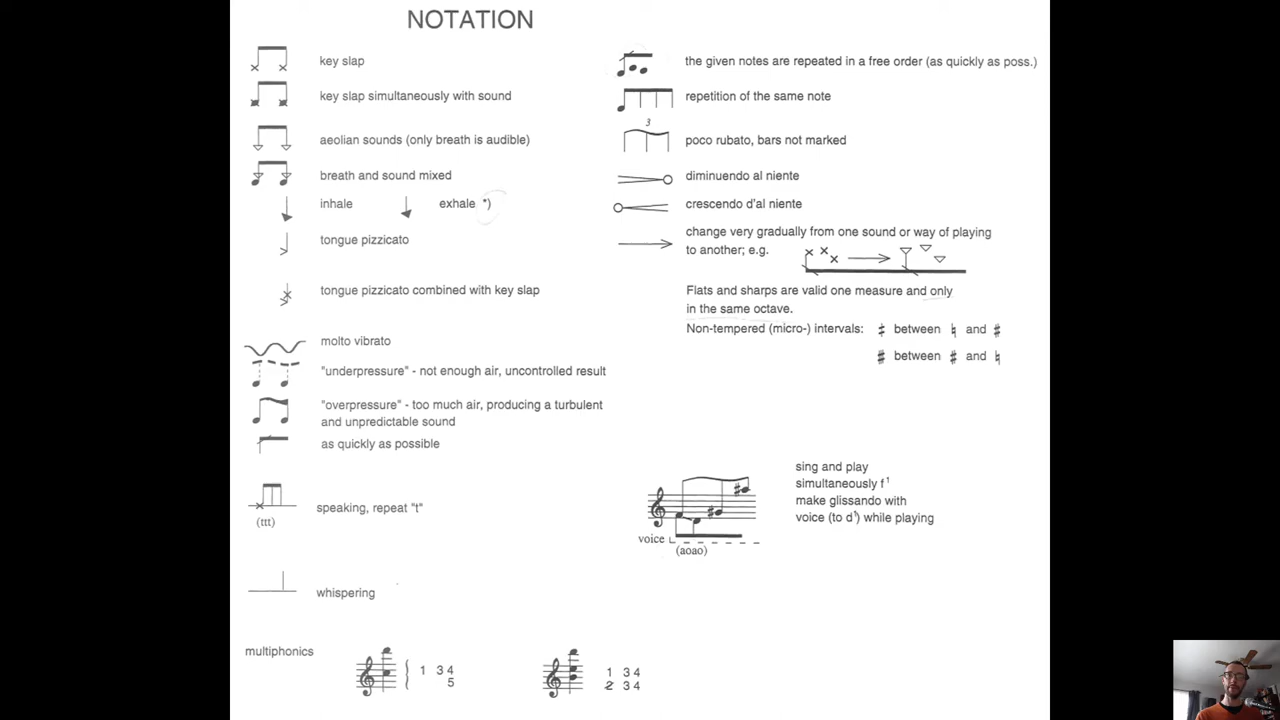 NOTATION
key slap
key slap simultaneously with sound
aeolian sounds (only breath is audible)
breath and sound mixed
inhale
exhale *)
tongue pizzicato
tongue pizzicato combined with key slap
molto vibrato
"underpressure" - not enough air, uncontrolled result
"overpressure" - too much air, producing a turbulent
and unpredictable sound
as quickly as possible
(ttt)
speaking, repeat "t"
whispering
the given notes are repeated in a free order (as quickly as poss.)
repetition of the same note
3
poco rubato, bars not marked
diminuendo al niente
crescendo d'al niente
change very gradually from one sound or way of playing
to another; e.g.
Flats and sharps are valid one measure and only
in the same octave.
Non-tempered (micro-) intervals: between and
between and
sing and play
simultaneously f¹
make glissando with
voice (to d¹) while playing
voice
(aoao)
multiphonics
1 3 4
5
1 3 4
2 3 4